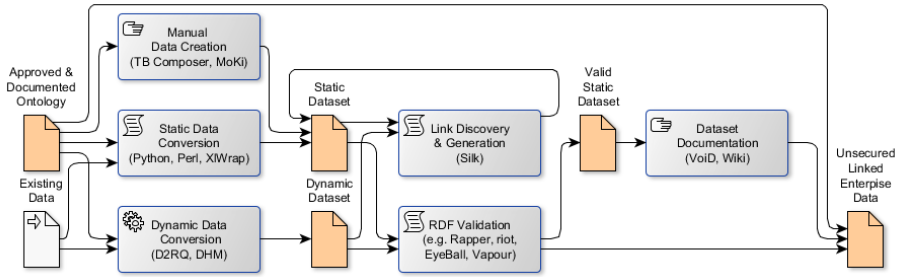 Manual
Data Creation
(TB Composer, MoKi)
Approved &
Documented
Ontology
Static Data
Conversion
(Python, Perl, XlWrap)
Existing
Data
Dynamic Data
Conversion
(D2RQ, DHM)
Static
Dataset
Dynamic
Dataset
Link Discovery
& Generation
(Silk)
RDF Validation
(e.g. Rapper, riot,
EyeBall, Vapour)
Valid
Static
Dataset
Dataset
Documentation
(VoiD, Wiki)
Unsecured
Linked
Enterpise
Data